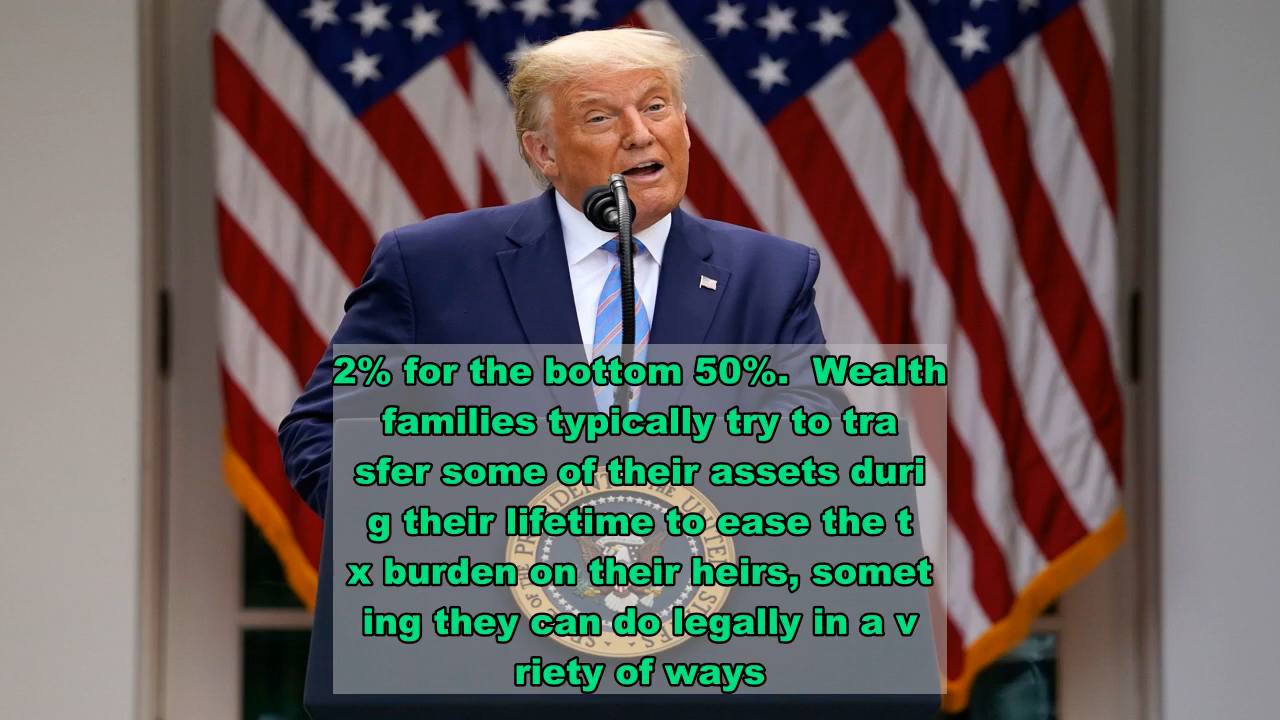 2% for the bottom 50%.  Wealth
families typically try to tra
sfer some of their assets duri
g their lifetime to ease the t
x burden on their heirs, somet
ing they can do legally in a v
riety of ways